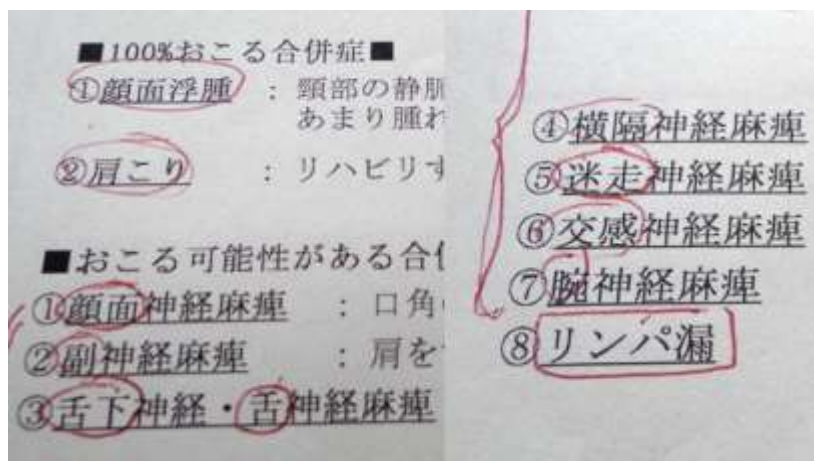 ■100%おこる合併症■
①顔面浮腫 : 頸部の静脈
あまり腫れ
②肩こり : リハビリす
■おこる可能性がある合併
①顔面神経麻痺 : 口角
②副神経麻痺 : 肩を
③舌下神経・舌神経麻痺
④横隔神経麻痺
⑤迷走神経麻痺
⑥交感神経麻痺
⑦腕神経麻痺
⑧リンパ漏